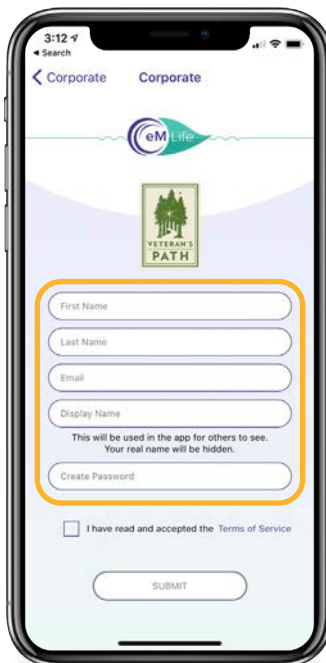 3:12
Search
Corporate Corporate
eM Life
VETERAN'S
PATH
First Name
Last Name
Email
Display Name
This will be used in the app for others to see.
Your real name will be hidden.
Create Password
I have read and accepted the Terms of Service
SUBMIT